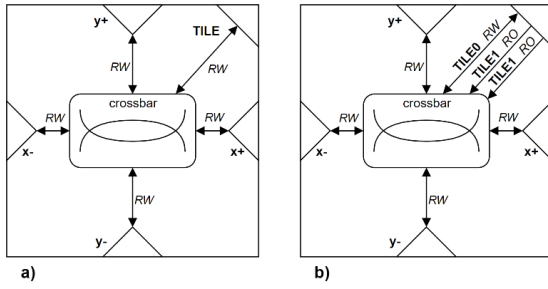 y+
TILE
RW
RW
crossbar
RW
RW
x-
x+
RW
y-
a)
y+
TILE0 RW
TILE1 RO
TILE1 RO
RW
crossbar
RW
RW
x-
x+
RW
y-
b)